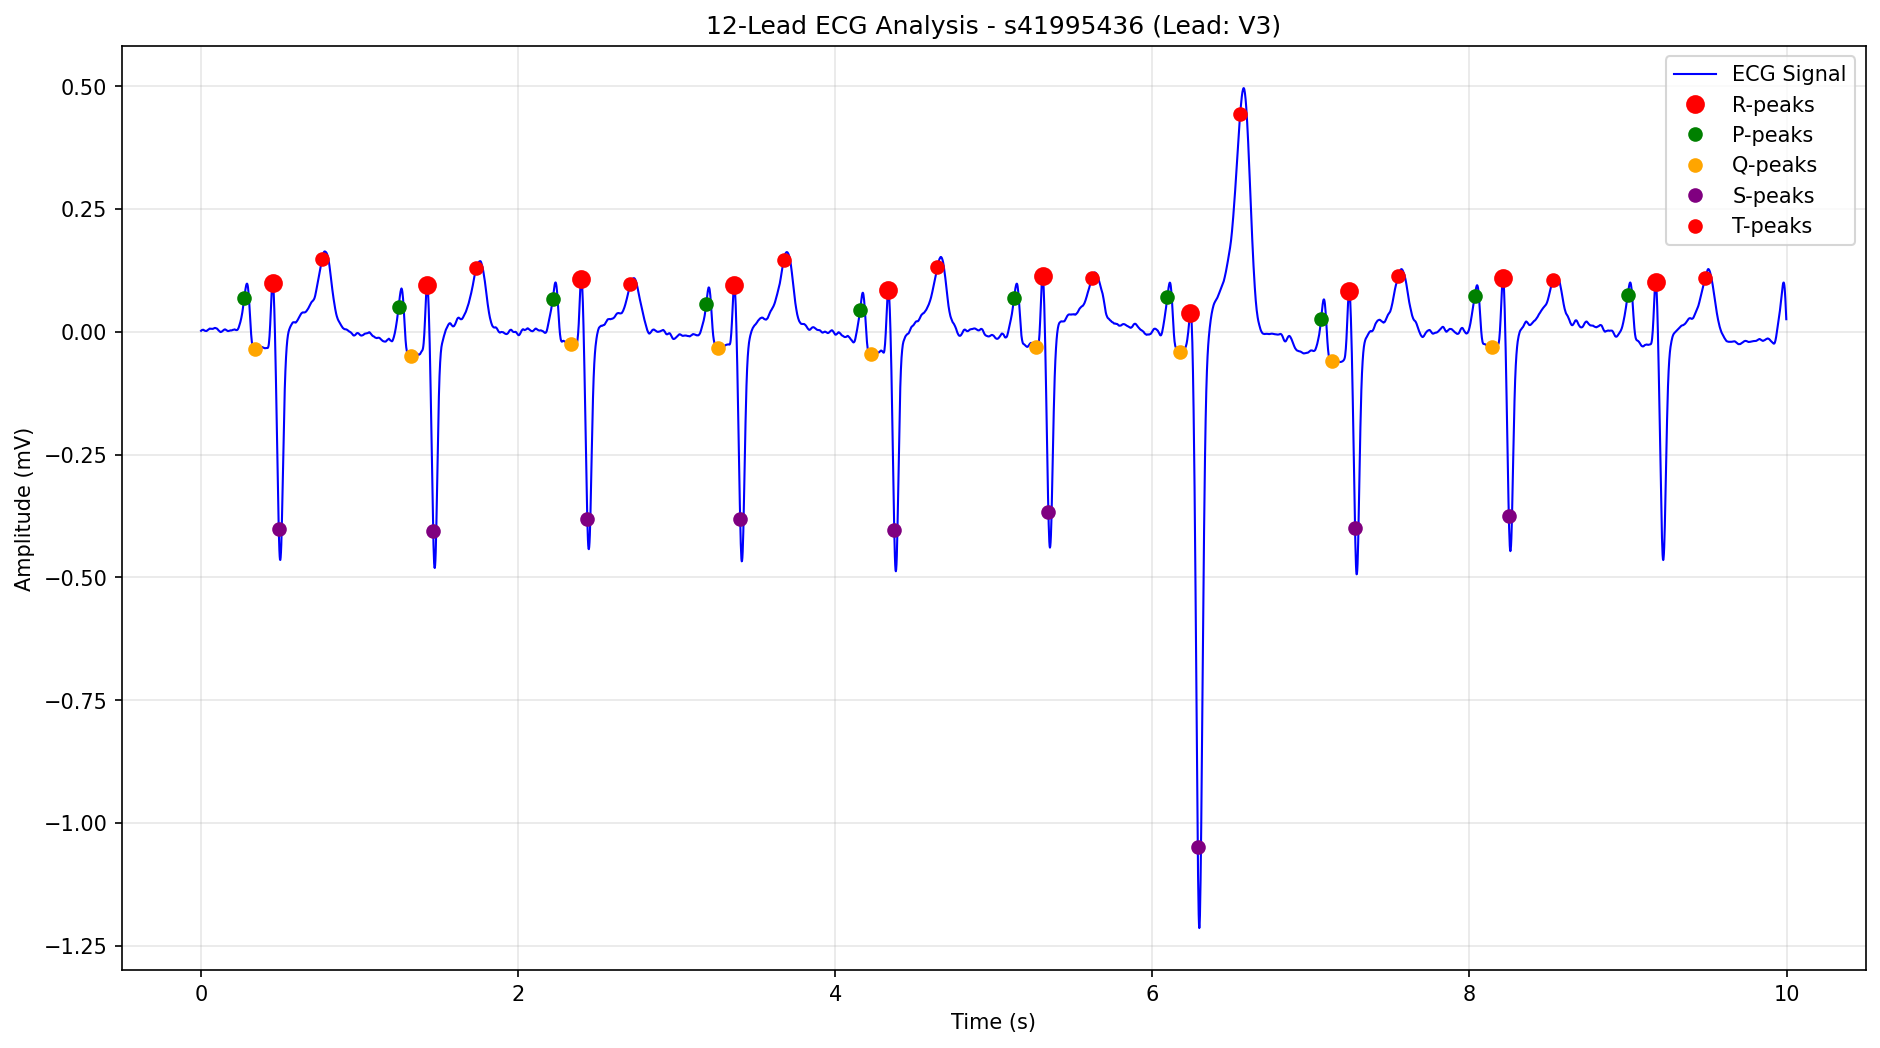 12-Lead ECG Analysis - s41995436 (Lead: V3)
ECG Signal
R-peaks
P-peaks
Q-peaks
S-peaks
T-peaks
Amplitude (mV)
0.50
0.25
0.00
−0.25
−0.50
−0.75
−1.00
−1.25
0 2 4 6 8 10
Time (s)